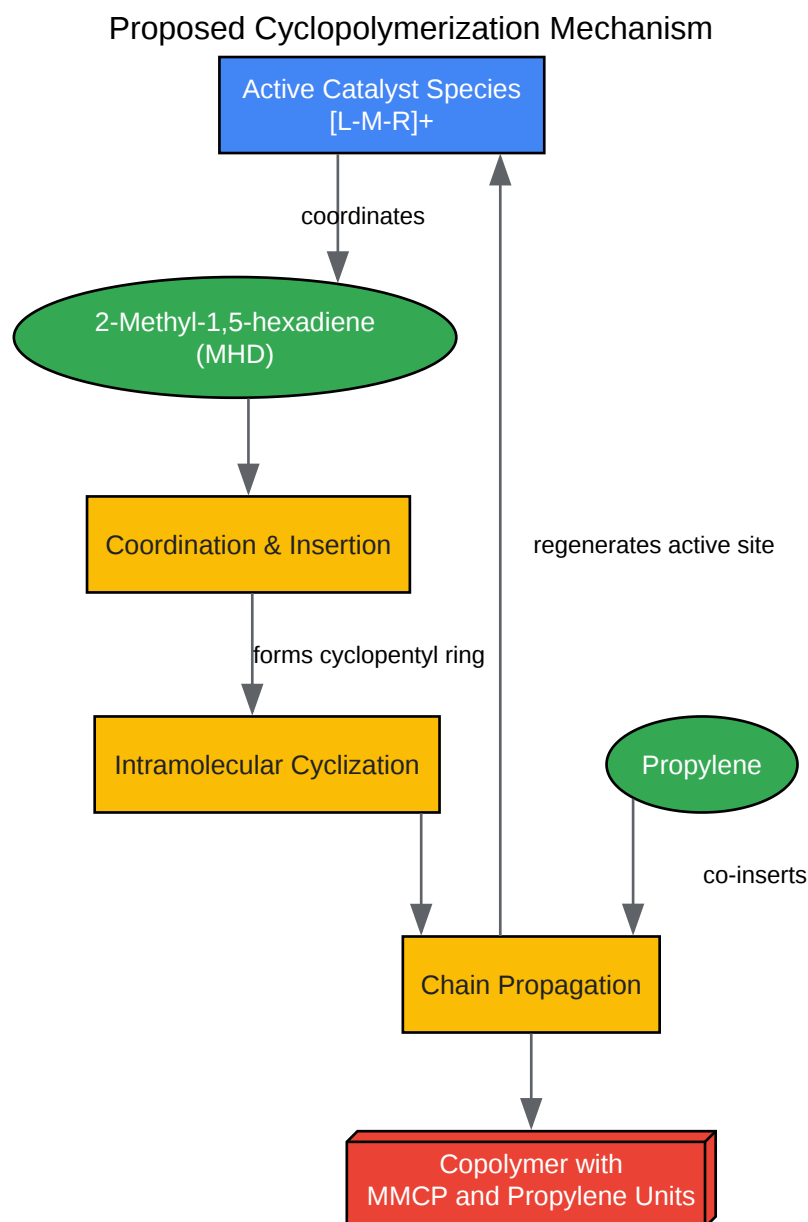 Proposed Cyclopolymerization Mechanism
Active Catalyst Species
[L-M-R]+
coordinates
2-Methyl-1,5-hexadiene
(MHD)
Coordination & Insertion
regenerates active site
forms cyclopentyl ring
Intramolecular Cyclization
Propylene
co-inserts
Chain Propagation
Copolymer with
MMCP and Propylene Units